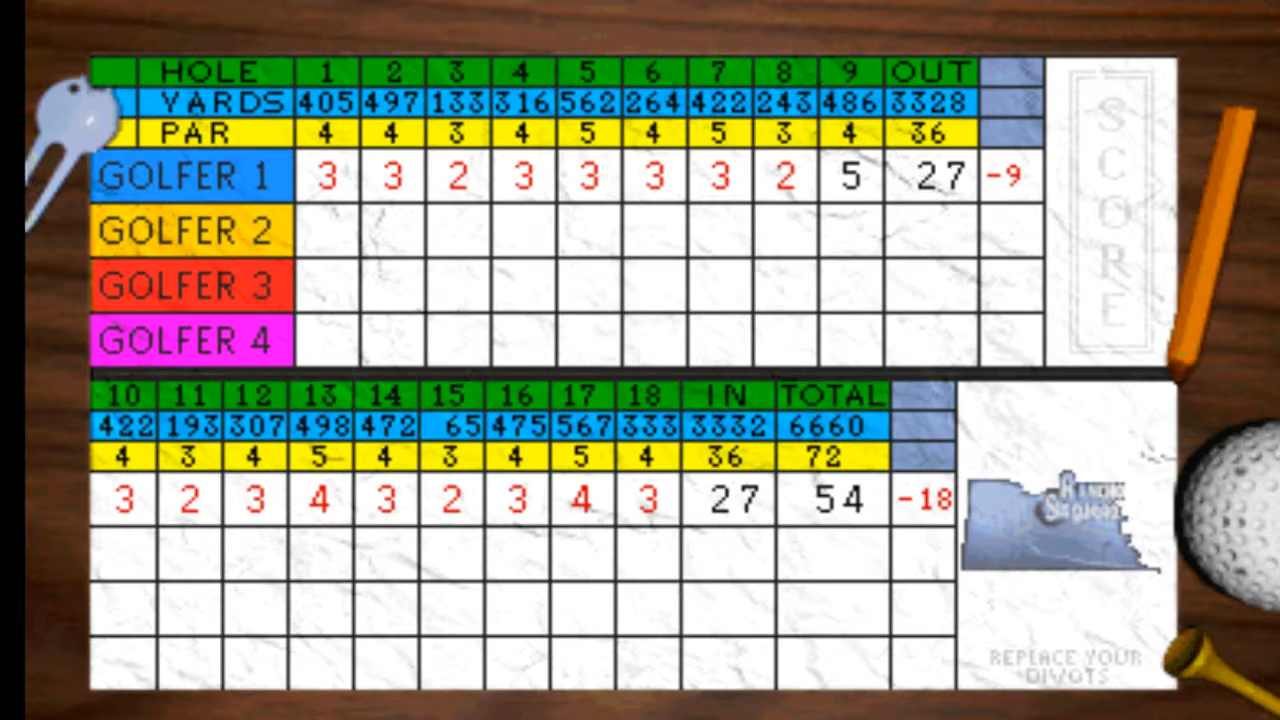 HOLE 1 2 3 4 5 6 7 8 9 OUT
YARDS 405 497 133 316 562 264 422 243 486 3328
PAR 4 4 3 4 5 4 5 3 4 36
GOLFER 1 3 3 2 3 3 3 3 2 5 27 -9
GOLFER 2
GOLFER 3
GOLFER 4
SCORE
10 11 12 13 14 15 16 17 18 IN TOTAL
422 193 307 498 472 65 475 567 333 3332 6660
4 3 4 5 4 3 4 5 4 36 72
3 2 3 4 3 2 3 4 3 27 54 -18
REPLACE YOUR
DIVOTS